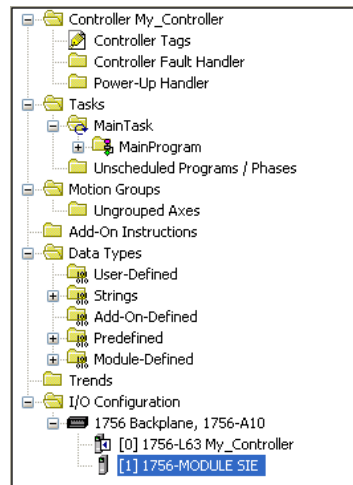 Controller My_Controller
Controller Tags
Controller Fault Handler
Power-Up Handler
Tasks
MainTask
MainProgram
Unscheduled Programs / Phases
Motion Groups
Ungrouped Axes
Add-On Instructions
Data Types
User-Defined
Strings
Add-On-Defined
Predefined
Module-Defined
Trends
I/O Configuration
1756 Backplane, 1756-A10
[0] 1756-L63 My_Controller
[1] 1756-MODULE SIE